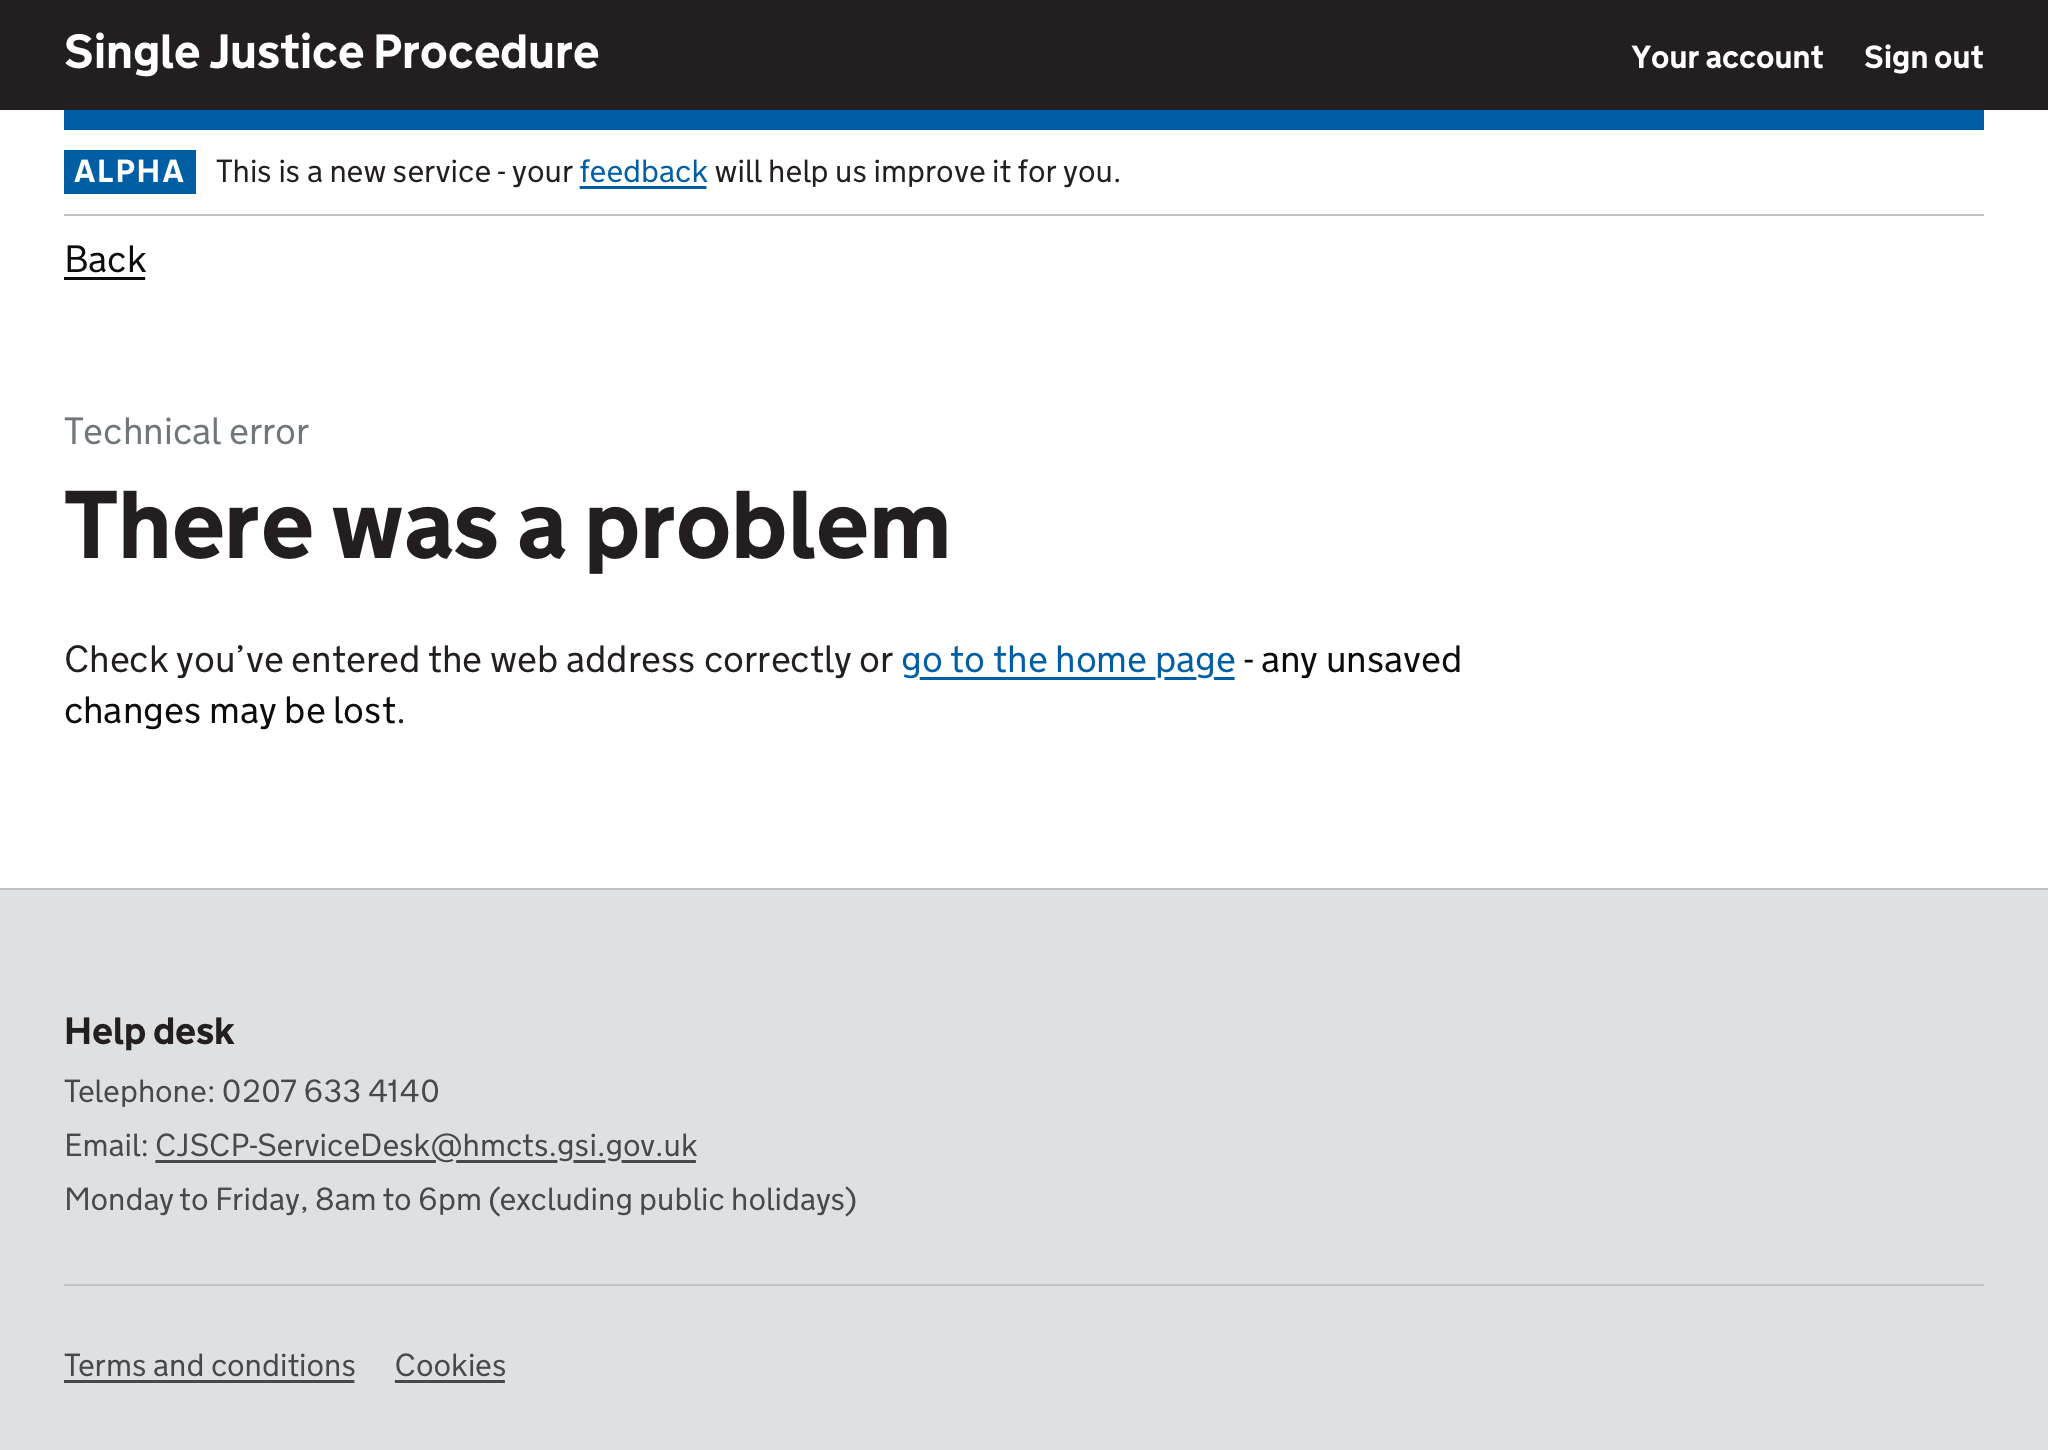 Single Justice Procedure
Your account Sign out
ALPHA This is a new service - your feedback will help us improve it for you.
Back
Technical error
There was a problem
Check you’ve entered the web address correctly or go to the home page - any unsaved
changes may be lost.
Help desk
Telephone: 0207 633 4140
Email: CJSCP-ServiceDesk@hmcts.gsi.gov.uk
Monday to Friday, 8am to 6pm (excluding public holidays)
Terms and conditions Cookies